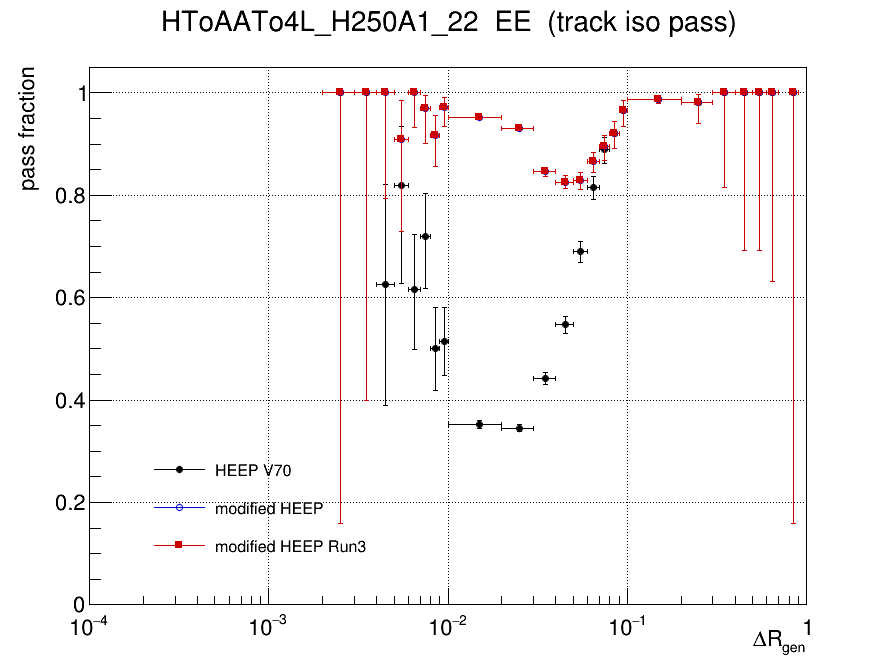 HToAATo4L_H250A1_22 EE (track iso pass)
pass fraction
1
0.8
0.6
0.4
0.2
0
HEEP V70
modified HEEP
modified HEEP Run3
10−4 10−3 10−2 10−1 1
ΔRgen